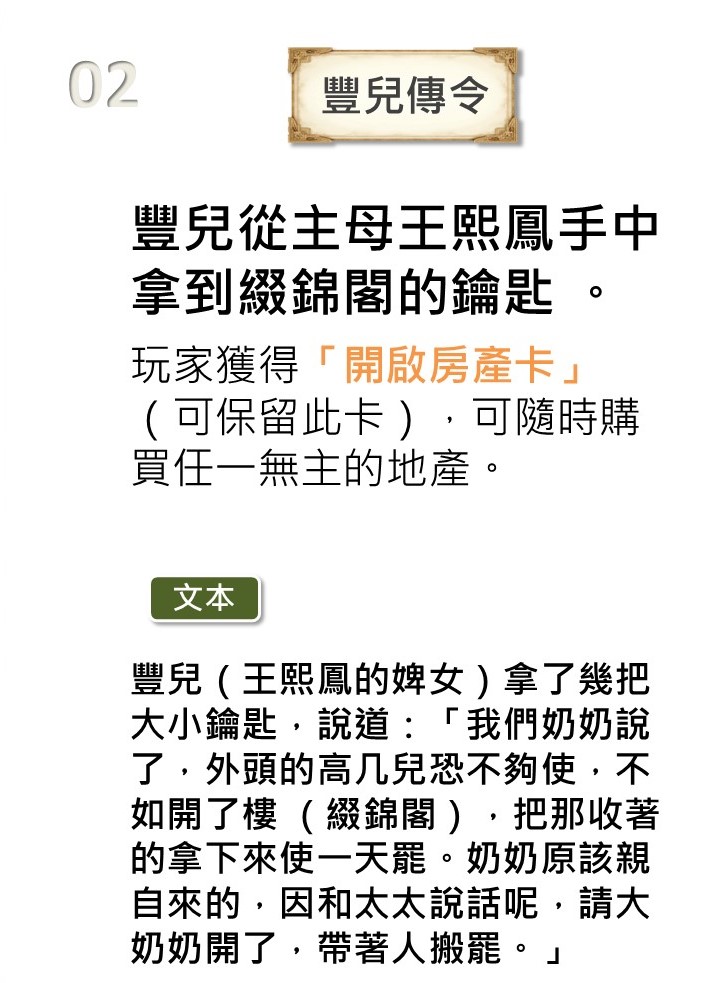 02
豐兒傳令
豐兒從主母王熙鳳手中
拿到綴錦閣的鑰匙 。
玩家獲得「開啟房產卡」
（可保留此卡），可隨時購
買任一無主的地產。
文本
豐兒（王熙鳳的婢女）拿了幾把
大小鑰匙，說道：「我們奶奶說
了，外頭的高几兒恐不夠使，不
如開了樓 （綴錦閣），把那收著
的拿下來使一天罷。奶奶原該親
自來的，因和太太說話呢，請大
奶奶開了，帶著人搬罷。」